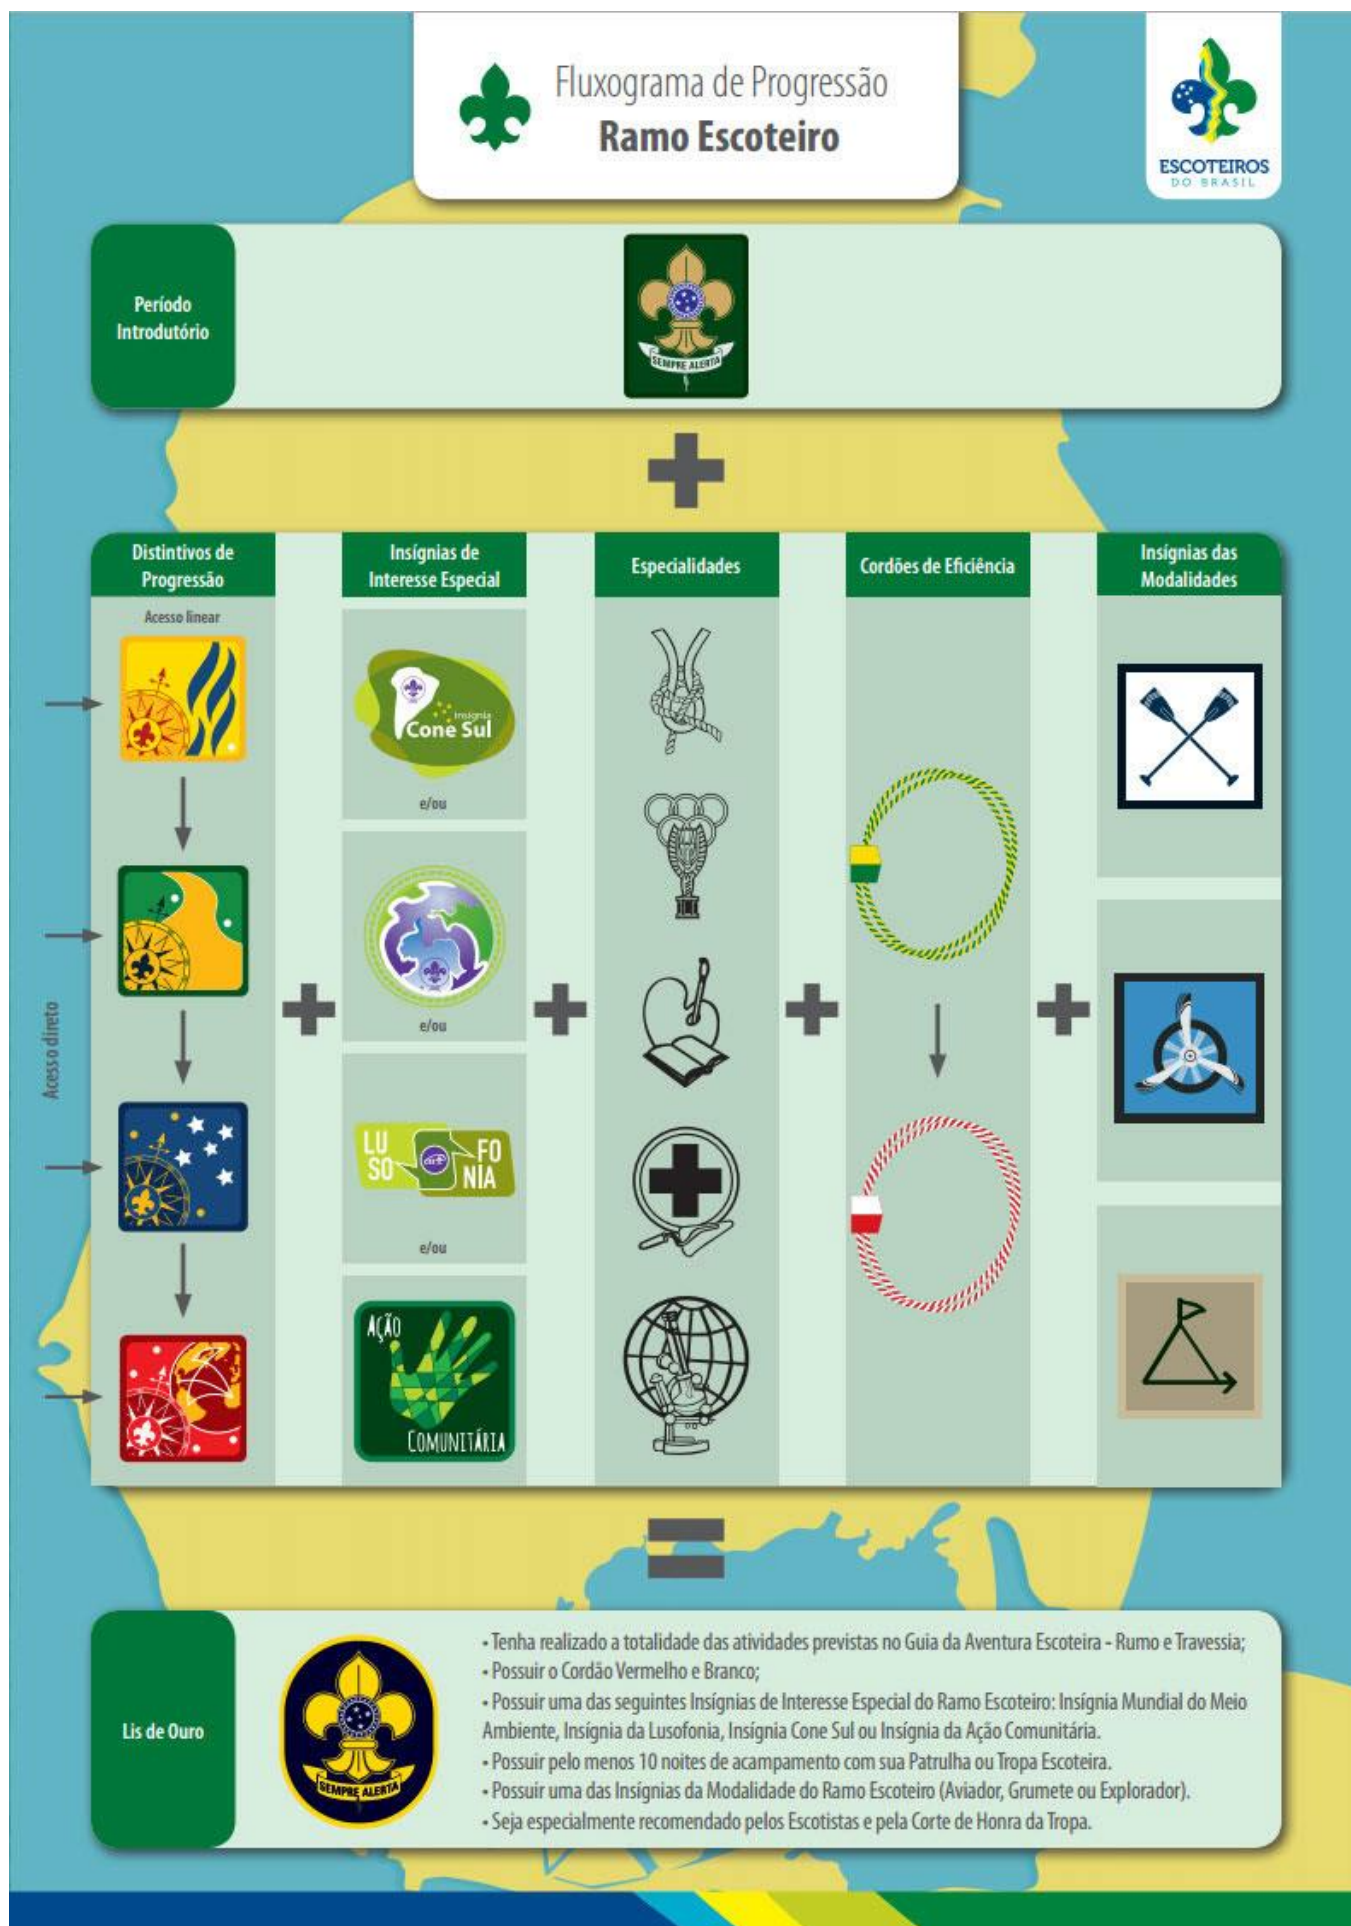 Fluxograma de Progressão
Ramo Escoteiro
ESCOTEIROS
DO BRASIL
Período
Introdutório
SEMPRE ALERTA
Distintivos de
Progressão
Insígnias de
Interesse Especial
Especialidades
Cordões de Eficiência
Insígnias das
Modalidades
Acesso linear
Acesso direto
Insígnia
Cone Sul
e/ou
e/ou
LU
SO
FO
NÍA
e/ou
AÇÃO
COMUNITÁRIA
Lis de Ouro
SEMPRE ALERTA
• Tenha realizado a totalidade das atividades previstas no Guia da Aventura Escoteira - Rumo e Travessia;
• Possuir o Cordão Vermelho e Branco;
• Possuir uma das seguintes Insígnias de Interesse Especial do Ramo Escoteiro: Insígnia Mundial do Meio
Ambiente, Insígnia da Lusofonia, Insígnia Cone Sul ou Insígnia da Ação Comunitária.
• Possuir pelo menos 10 noites de acampamento com sua Patrulha ou Tropa Escoteira.
• Possuir uma das Insígnias da Modalidade do Ramo Escoteiro (Aviador, Grumete ou Explorador).
• Seja especialmente recomendado pelos Escotistas e pela Corte de Honra da Tropa.